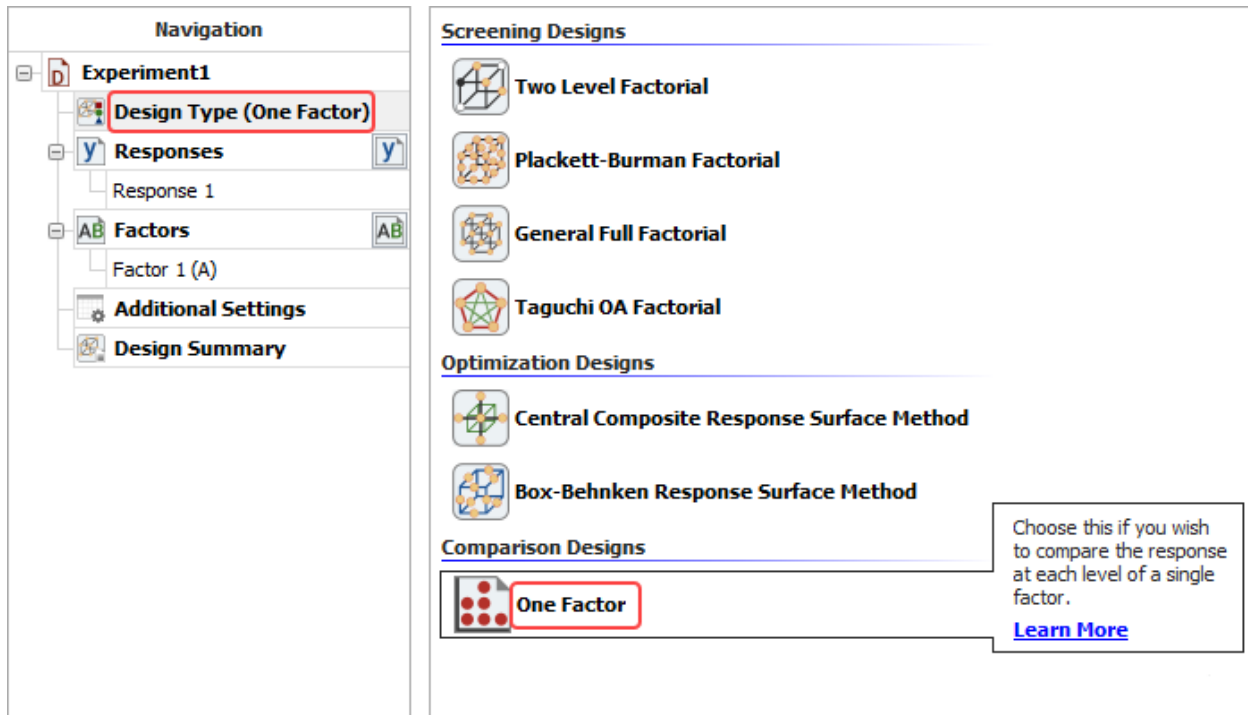 Navigation
Experiment1
Design Type (One Factor)
Responses
Response 1
AB Factors AB
Factor 1 (A)
Additional Settings
Design Summary
Screening Designs
Two Level Factorial
Plackett-Burman Factorial
General Full Factorial
Taguchi OA Factorial
Optimization Designs
Central Composite Response Surface Method
Box-Behnken Response Surface Method
Comparison Designs
One Factor
Choose this if you wish
to compare the response
at each level of a single
factor.
Learn More